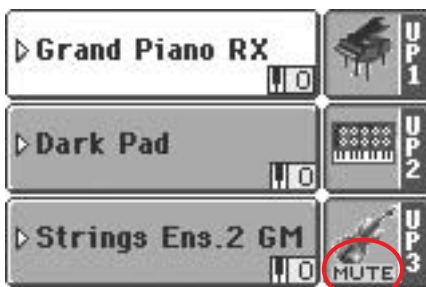 Grand Piano RX
0
UP1
Dark Pad
0
UP2
Strings Ens.2 GM
0
MUTE
UP3